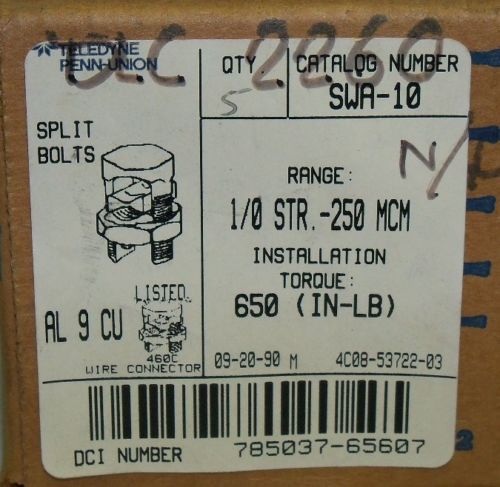 TELEDYNE
PENN-UNION
QTY
5
CATALOG NUMBER
SWA-10
2260
N/A
SPLIT
BOLTS
RANGE:
1/0 STR.-250 MCM
INSTALLATION
TORQUE:
650 (IN-LB)
AL 9 CU
LISTED
460C
WIRE CONNECTOR
09-20-90 M
4C08-53722-03
DCI NUMBER
785037-65607
2